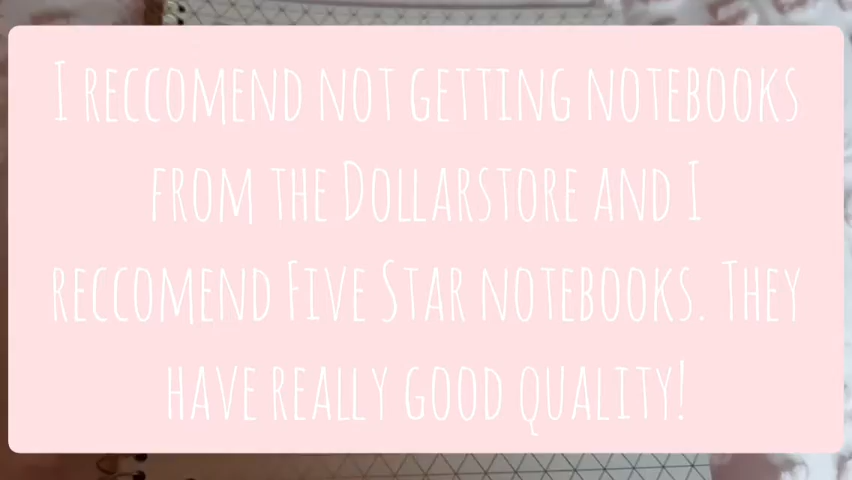 I reccomend not getting notebooks
from the Dollarstore and I
reccomend Five Star notebooks. They
have really good quality!